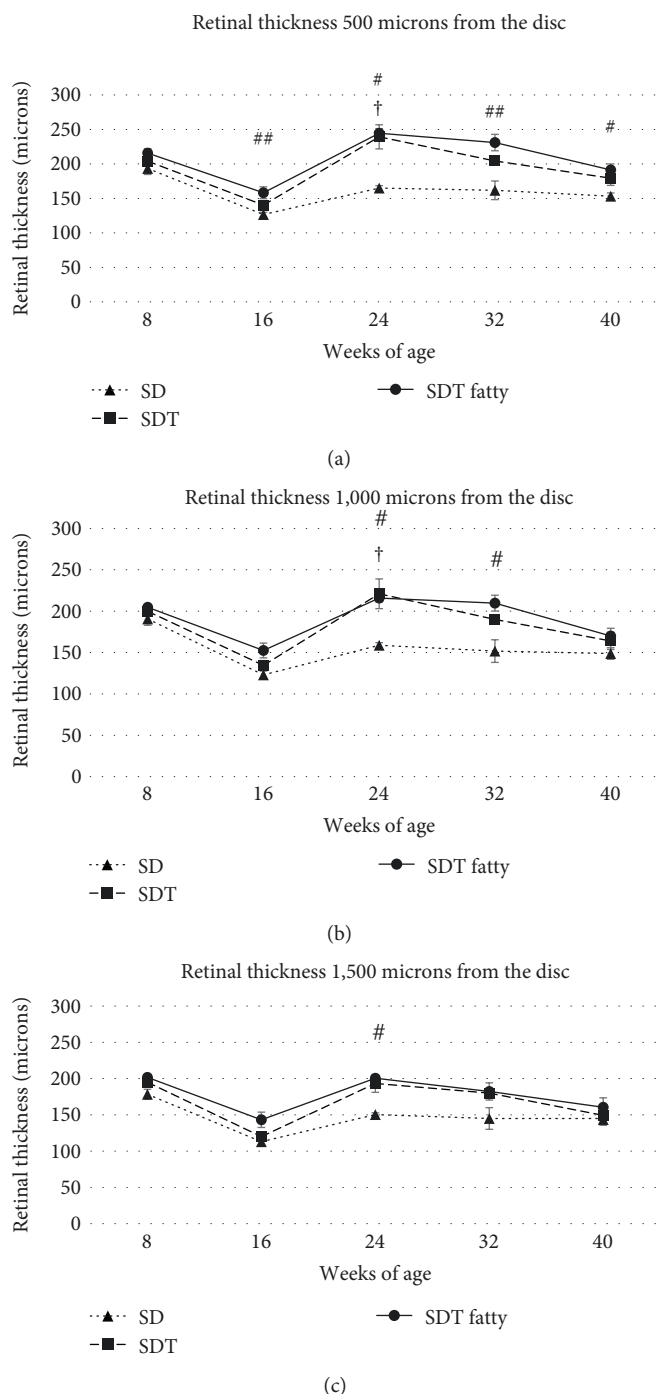 Retinal thickness 500 microns from the disc
#
## † ## #
300
250
200
150
100
50
0
Retinal thickness (microns)
8 16 24 32 40
Weeks of age
SD SDT fatty
SDT
(a)
Retinal thickness 1,000 microns from the disc
#
† #
300
250
200
150
100
50
0
Retinal thickness (microns)
8 16 24 32 40
Weeks of age
SD SDT fatty
SDT
(b)
Retinal thickness 1,500 microns from the disc
#
300
250
200
150
100
50
0
Retinal thickness (microns)
8 16 24 32 40
Weeks of age
SD SDT fatty
SDT
(c)